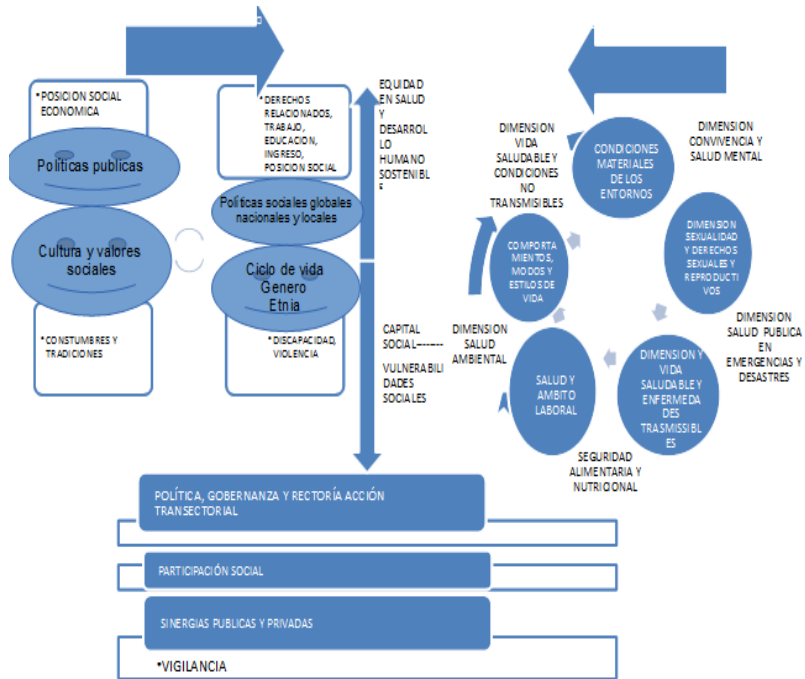 •POSICION SOCIAL
ECONOMICA
Políticas publicas
Cultura y valores
sociales
•CONSTUMBRES Y
TRADICIONES
•DERECHOS
RELACIONADOS,
TRABAJO,
EDUCACION,
INGRESO,
POSICION SOCIAL
Políticas sociales globales
nacionales y locales
Ciclo de vida
Genero
Etnia
•DISCAPACIDAD,
VIOLENCIA
EQUIDAD
EN SALUD
Y
DESARROL
LO
HUMANO
SOSTENIBL
CAPITAL
SOCIAL-------
VULNERABILI
DADES
SOCIALES
DIMENSION
VIDA
SALUDABLE Y
CONDICIONES
NO
TRANSMISIBLES
CONDICIONES
MATERIALES
DE LOS
ENTORNOS
DIMENSION
CONVIVENCIA Y
SALUD MENTAL
DIMENSION
SEXUALIDAD
Y DERECHOS
SEXUALES Y
REPRODUCTI
VOS
COMPORTA
MIENTOS,
MODOS Y
ESTILOS DE
VIDA
DIMENSION
SALUD
AMBIENTAL
DIMENSION
SALUD PUBLICA
EN
EMERGENCIAS Y
DESASTRES
SALUD Y
AMBITO
LABORAL
DIMENSION Y
VIDA
SALUDABLE Y
ENFERMEDA
DES
TRASMISSIBL
ES
SEGURIDAD
ALIMENTARIA Y
NUTRICIONAL
POLÍTICA, GOBERNANZA Y RECTORÍA ACCIÓN
TRANSECTORIAL
PARTICIPACIÓN SOCIAL
SINERGIAS PUBLICAS Y PRIVADAS
•VIGILANCIA